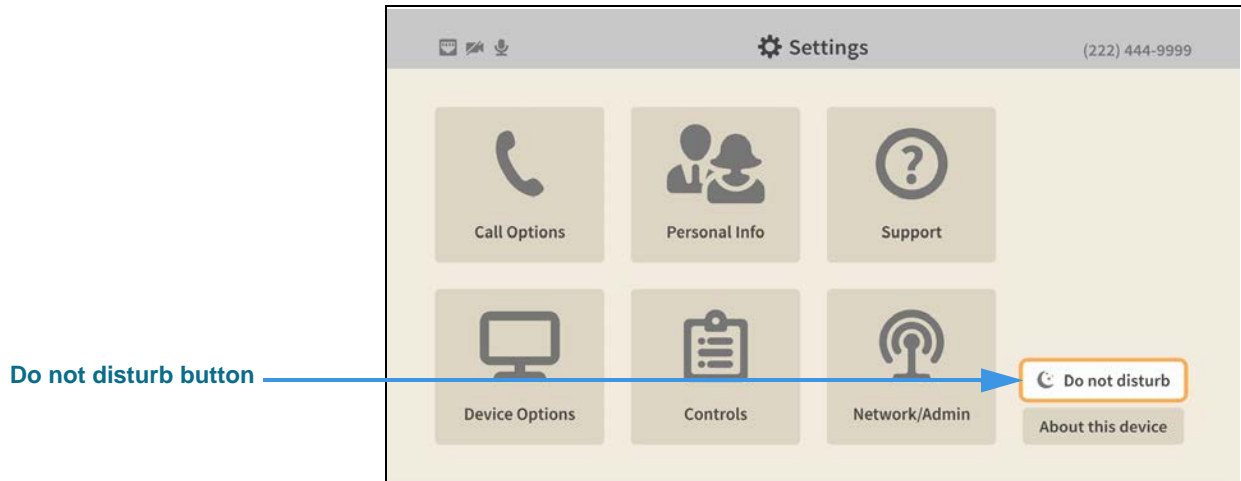 Settings
(222) 444-9999
Call Options
Personal Info
Support
Do not disturb button
Do not disturb
Device Options
Controls
Network/Admin
About this device